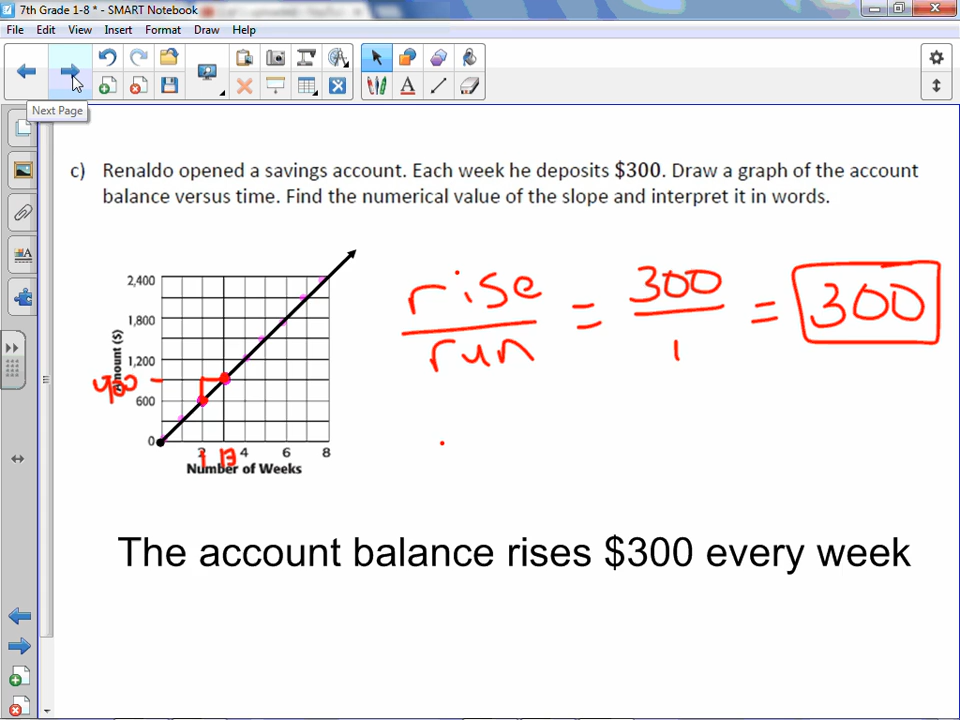 7th Grade 1-8 * - SMART Notebook
File Edit View Insert Format Draw Help
Next Page
c) Renaldo opened a savings account. Each week he deposits $300. Draw a graph of the account
balance versus time. Find the numerical value of the slope and interpret it in words.
rise/run = 300/1 = 300
Amount ($)
2,400
1,800
1,200
900
600
0
2 4 6 8
3
Number of Weeks
The account balance rises $300 every week